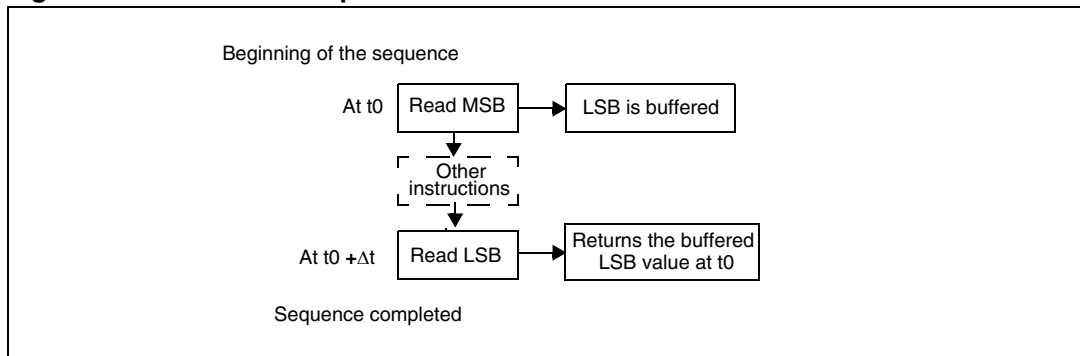 Beginning of the sequence
At t0
Read MSB
LSB is buffered
Other
instructions
At t0 +Δt
Read LSB
Returns the buffered
LSB value at t0
Sequence completed